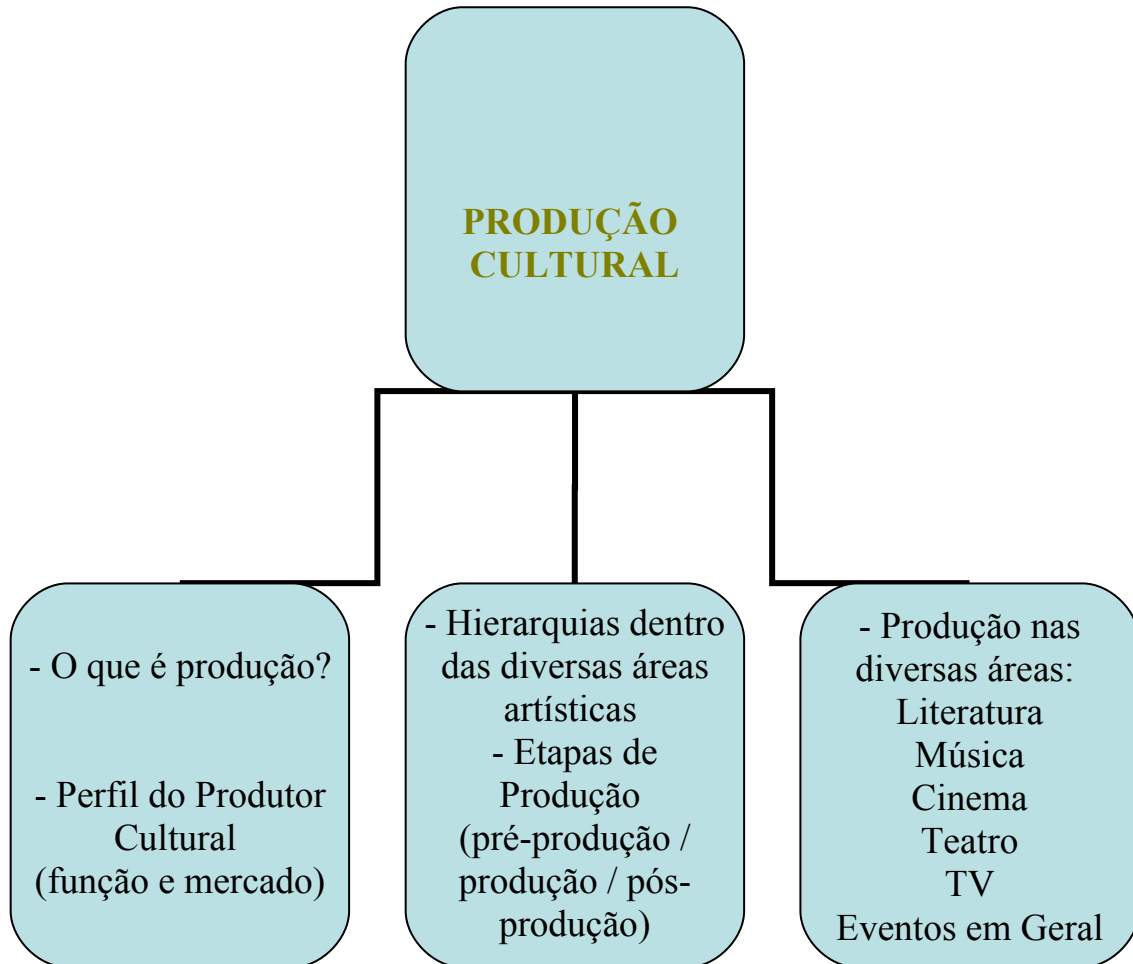 PRODUÇÃO
CULTURAL
- O que é produção?
- Perfil do Produtor
Cultural
(função e mercado)
- Hierarquias dentro
das diversas áreas
artísticas
- Etapas de
Produção
(pré-produção /
produção / pós-
produção)
- Produção nas
diversas áreas:
Literatura
Música
Cinema
Teatro
TV
Eventos em Geral